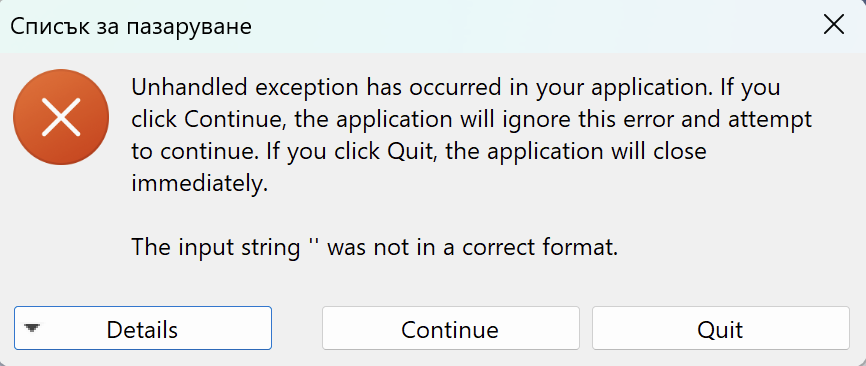 Списък за пазаруване
Unhandled exception has occurred in your application. If you
click Continue, the application will ignore this error and attempt
to continue. If you click Quit, the application will close
immediately.
The input string '' was not in a correct format.
Details
Continue
Quit